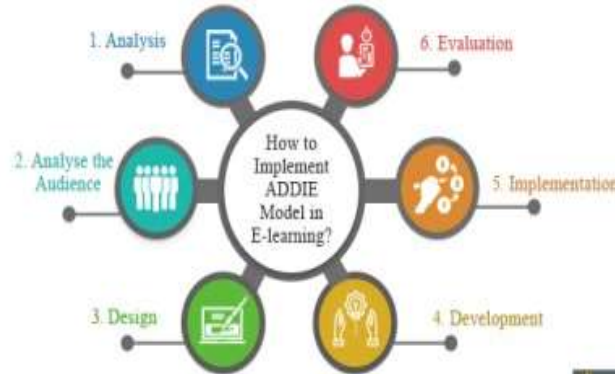 1. Analysis
6. Evaluation
How to
Implement
ADDIE
Model in
E-learning?
2. Analyse the
Audience
5. Implementation
3. Design
4. Development